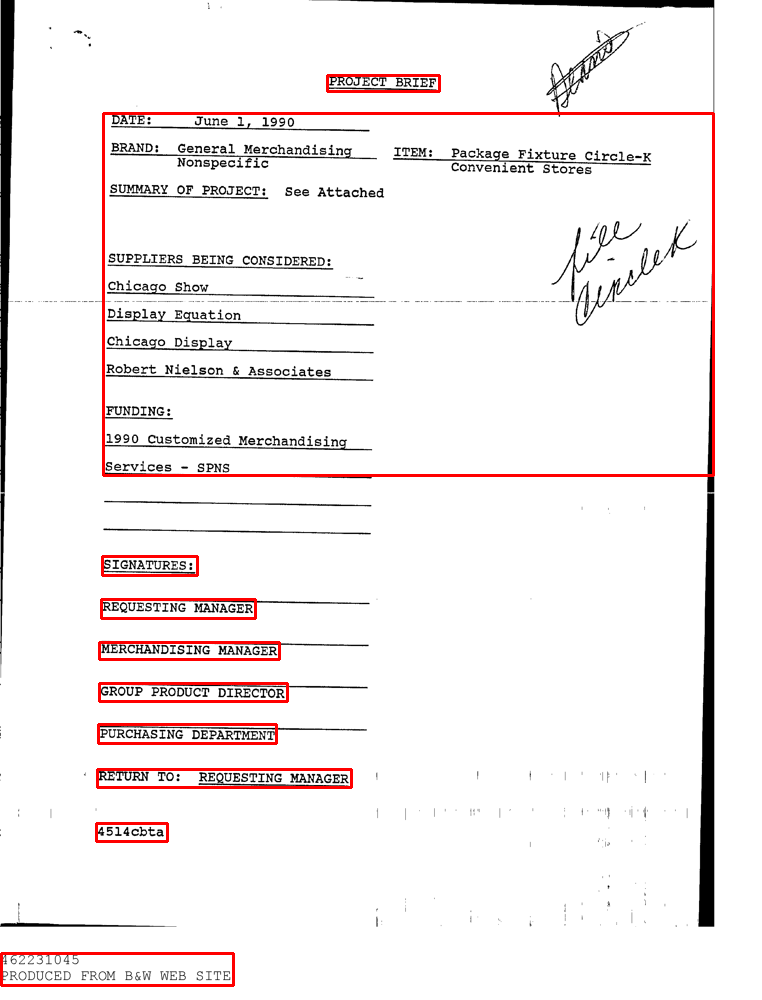 PROJECT BRIEF
DATE: June 1, 1990
BRAND: General Merchandising Nonspecific
ITEM: Package Fixture Circle-K Convenient Stores
SUMMARY OF PROJECT: See Attached
file
Circle K
SUPPLIERS BEING CONSIDERED:
Chicago Show
Display Equation
Chicago Display
Robert Nielson & Associates
FUNDING:
1990 Customized Merchandising
Services - SPNS
SIGNATURES:
REQUESTING MANAGER
MERCHANDISING MANAGER
GROUP PRODUCT DIRECTOR
PURCHASING DEPARTMENT
RETURN TO: REQUESTING MANAGER
4514cbta
462231045
PRODUCED FROM B&W WEB SITE